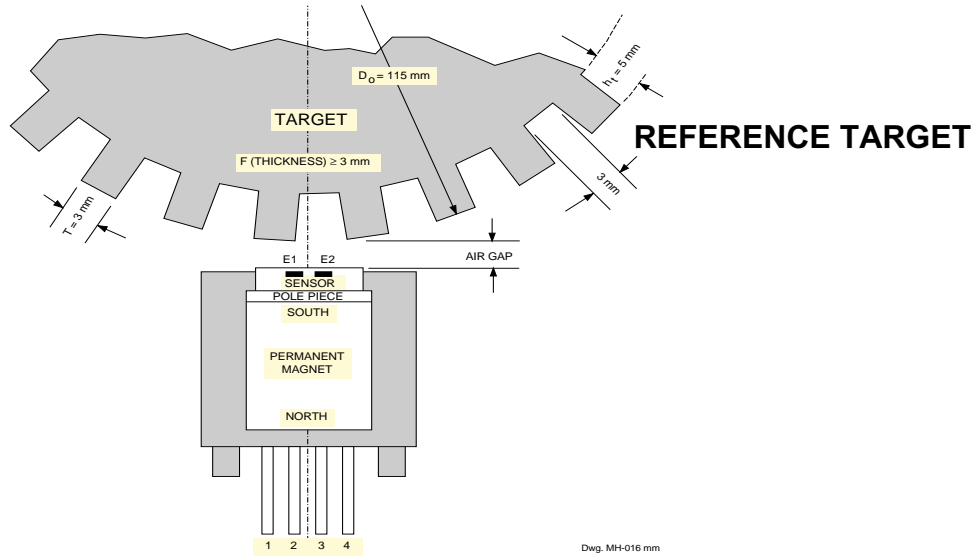 Dₒ = 115 mm
hₜ = 5 mm
TARGET
REFERENCE TARGET
F (THICKNESS) ≥ 3 mm
3 mm
T = 3 mm
AIR GAP
E1 E2
SENSOR
POLE PIECE
SOUTH
PERMANENT
MAGNET
NORTH
1 2 3 4
Dwg. MH-016 mm